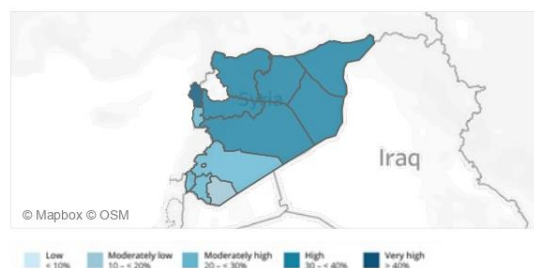 Syria
Iraq
© Mapbox © OSM
Low
< 10%
Moderately low
10 – < 20%
Moderately high
20 – < 30%
High
30 – < 40%
Very high
> 40%